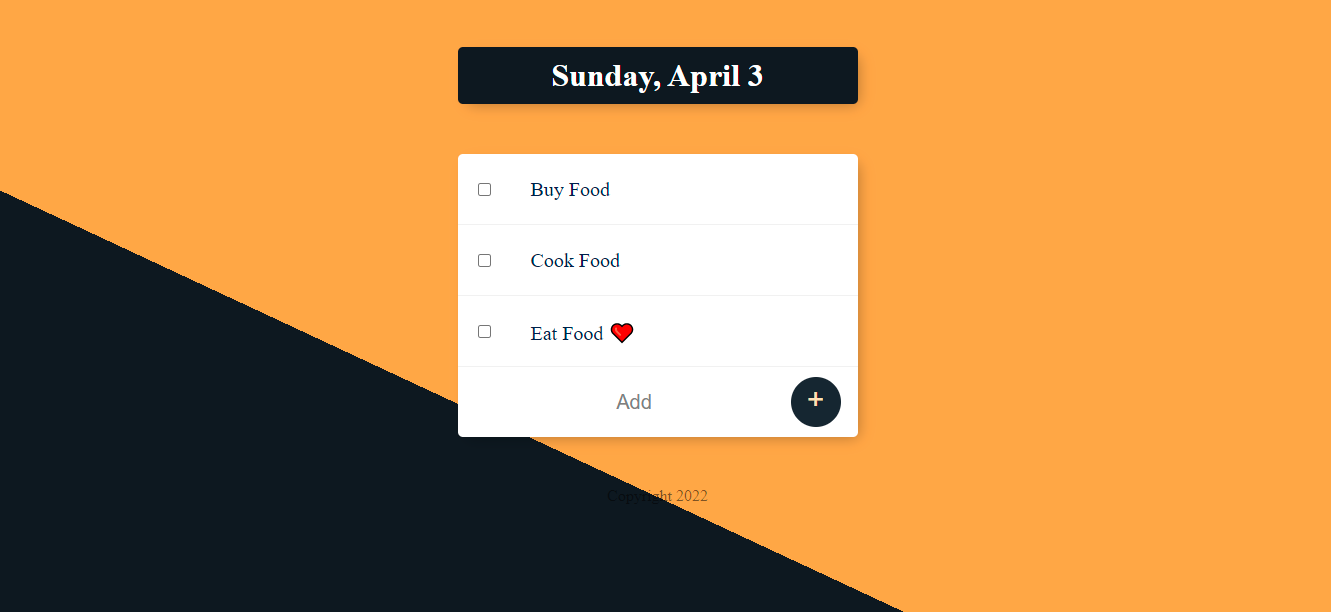 Sunday, April 3
Buy Food
Cook Food
Eat Food ❤️
Add +
Copyright 2022